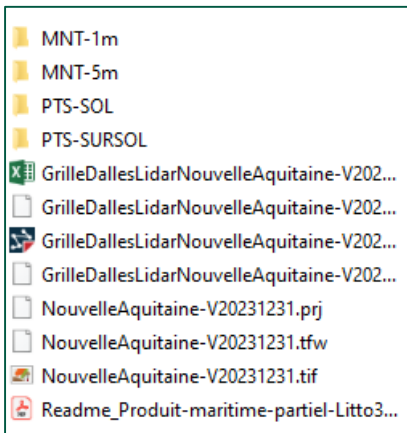 MNT-1m
MNT-5m
PTS-SOL
PTS-SURSOL
GrilleDallesLidarNouvelleAquitaine-V202...
GrilleDallesLidarNouvelleAquitaine-V202...
GrilleDallesLidarNouvelleAquitaine-V202...
GrilleDallesLidarNouvelleAquitaine-V202...
NouvelleAquitaine-V20231231.prj
NouvelleAquitaine-V20231231.tfw
NouvelleAquitaine-V20231231.tif
Readme_Produit-maritime-partiel-Litto3...